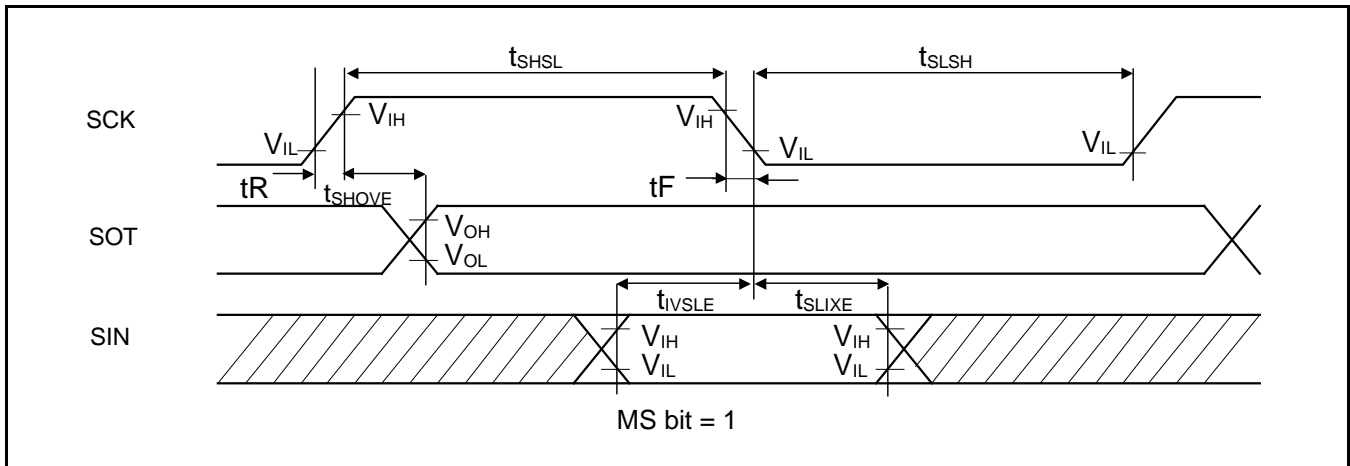 tSHSL
tSLSH
SCK
VIH
VIH
VIL
VIL
VIL
tR
tSHOVE
tF
SOT
VOH
VOL
tIVSLE
tSLIXE
SIN
VIH
VIH
VIL
VIL
MS bit = 1